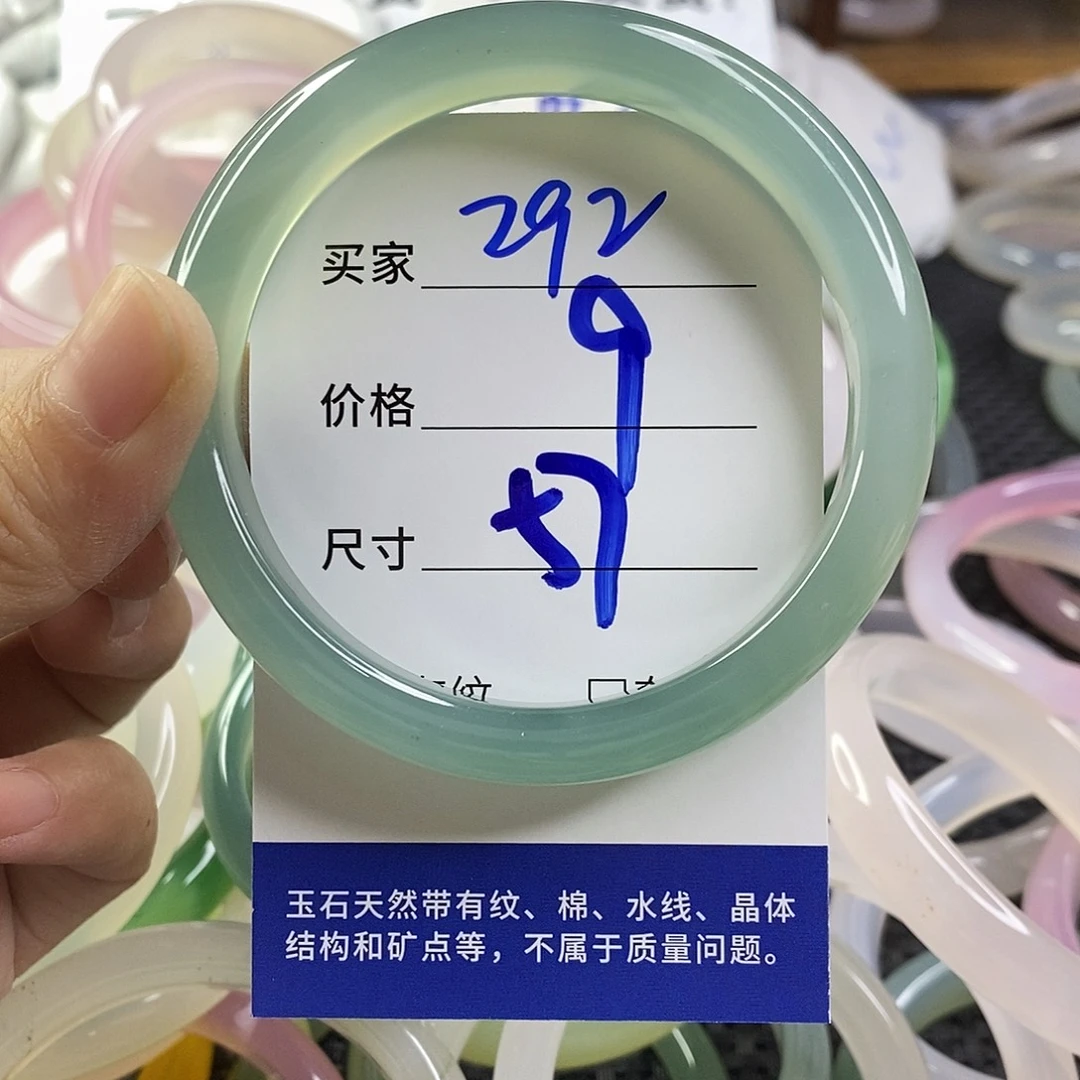 买家 292
价格 9
尺寸 57
玉石天然带有纹、棉、水线、晶体
结构和矿点等，不属于质量问题。